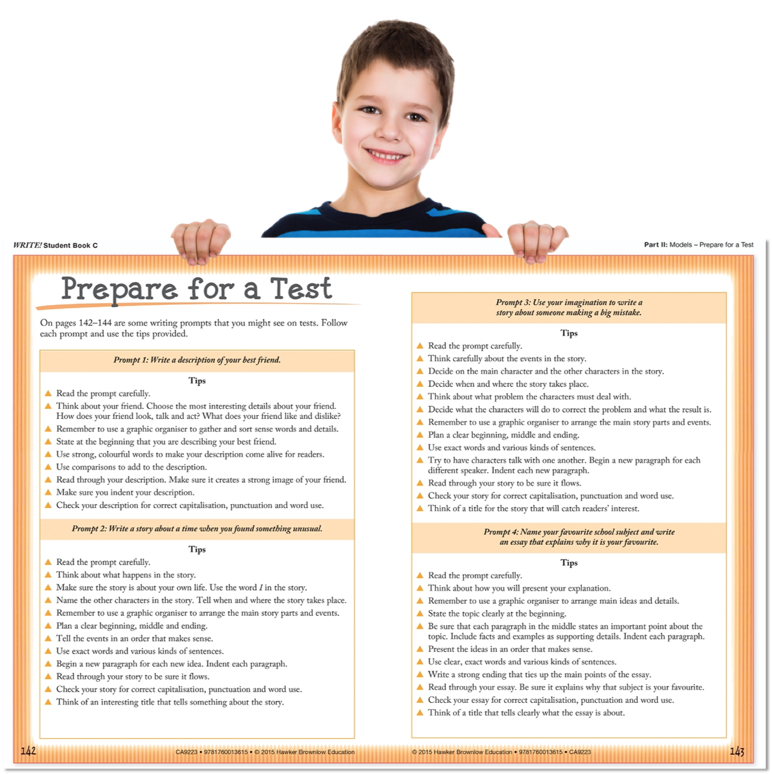 WRITE! Student Book C
Part II: Models – Prepare for a Test
Prepare for a Test
On pages 142–144 are some writing prompts that you might see on tests. Follow
each prompt and use the tips provided.
Prompt 1: Write a description of your best friend.
Tips
▲ Read the prompt carefully.
▲ Think about your friend. Choose the most interesting details about your friend.
How does your friend look, talk and act? What does your friend like and dislike?
▲ Remember to use a graphic organiser to gather and sort sense words and details.
▲ State at the beginning that you are describing your best friend.
▲ Use strong, colourful words to make your description come alive for readers.
▲ Use comparisons to add to the description.
▲ Read through your description. Make sure it creates a strong image of your friend.
▲ Make sure you indent your description.
▲ Check your description for correct capitalisation, punctuation and word use.
Prompt 2: Write a story about a time when you found something unusual.
Tips
▲ Read the prompt carefully.
▲ Think about what happens in the story.
▲ Make sure the story is about your own life. Use the word I in the story.
▲ Name the other characters in the story. Tell when and where the story takes place.
▲ Remember to use a graphic organiser to arrange the main story parts and events.
▲ Plan a clear beginning, middle and ending.
▲ Tell the events in an order that makes sense.
▲ Use exact words and various kinds of sentences.
▲ Begin a new paragraph for each new idea. Indent each paragraph.
▲ Read through your story to be sure it flows.
▲ Check your story for correct capitalisation, punctuation and word use.
▲ Think of an interesting title that tells something about the story.
142
CA9223 • 9781760013615 • © 2015 Hawker Brownlow Education
Prompt 3: Use your imagination to write a
story about someone making a big mistake.
Tips
▲ Read the prompt carefully.
▲ Think carefully about the events in the story.
▲ Decide on the main character and the other characters in the story.
▲ Decide when and where the story takes place.
▲ Think about what problem the characters must deal with.
▲ Decide what the characters will do to correct the problem and what the result is.
▲ Remember to use a graphic organiser to arrange the main story parts and events.
▲ Plan a clear beginning, middle and ending.
▲ Use exact words and various kinds of sentences.
▲ Try to have characters talk with one another. Begin a new paragraph for each
different speaker. Indent each new paragraph.
▲ Read through your story to be sure it flows.
▲ Check your story for correct capitalisation, punctuation and word use.
▲ Think of a title for the story that will catch readers' interest.
Prompt 4: Name your favourite school subject and write
an essay that explains why it is your favourite.
Tips
▲ Read the prompt carefully.
▲ Think about how you will present your explanation.
▲ Remember to use a graphic organiser to arrange main ideas and details.
▲ State the topic clearly at the beginning.
▲ Be sure that each paragraph in the middle states an important point about the
topic. Include facts and examples as supporting details. Indent each paragraph.
▲ Present the ideas in an order that makes sense.
▲ Use clear, exact words and various kinds of sentences.
▲ Write a strong ending that ties up the main points of the essay.
▲ Read through your essay. Be sure it explains why that subject is your favourite.
▲ Check your essay for correct capitalisation, punctuation and word use.
▲ Think of a title that tells clearly what the essay is about.
© 2015 Hawker Brownlow Education • 9781760013615 • CA9223
143